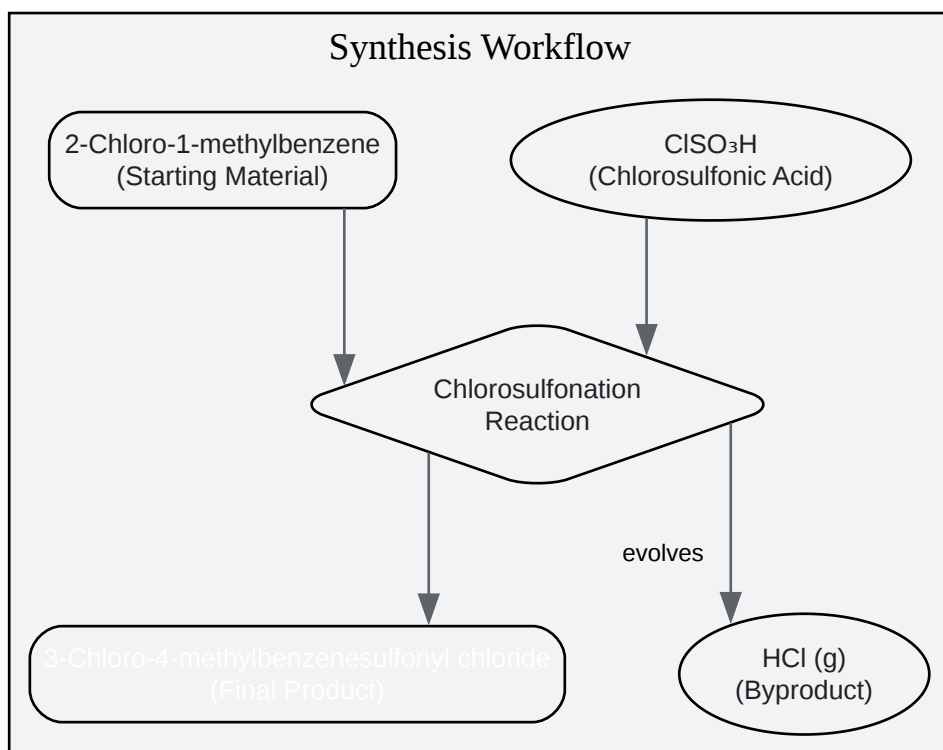 Synthesis Workflow
2-Chloro-1-methylbenzene
(Starting Material)
ClSO₃H
(Chlorosulfonic Acid)
Chlorosulfonation
Reaction
evolves
3-Chloro-4-methylbenzenesulfonyl chloride
(Final Product)
HCl (g)
(Byproduct)